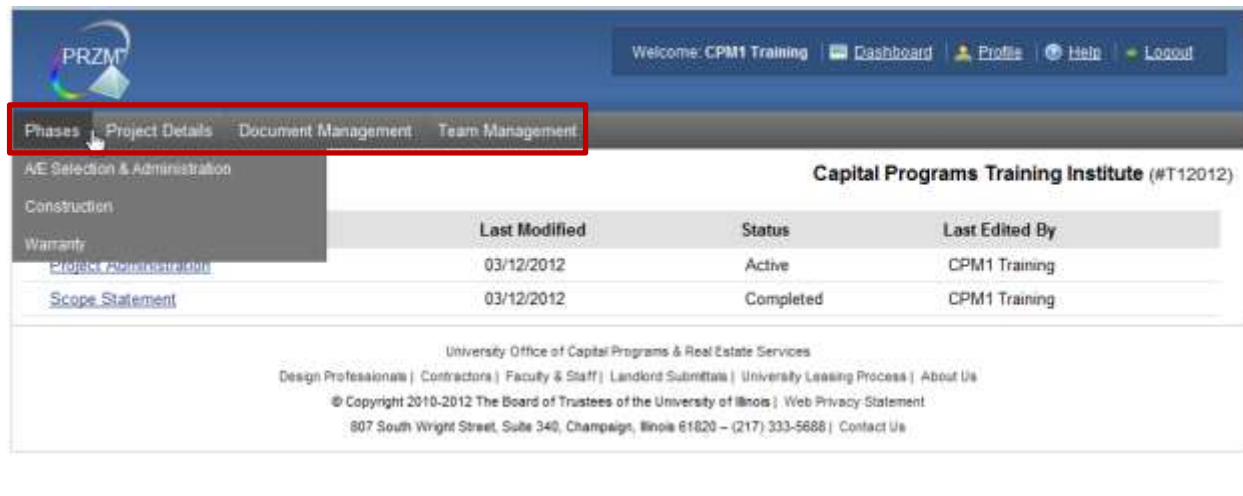 PRZM
Welcome: CPM1 Training | Dashboard | Profile | Help | Logout
Phases Project Details Document Management Team Management
A/E Selection & Administration
Construction
Warranty
Capital Programs Training Institute (#T12012)
Last Modified Status Last Edited By
Project Administration 03/12/2012 Active CPM1 Training
Scope Statement 03/12/2012 Completed CPM1 Training
University Office of Capital Programs & Real Estate Services
Design Professionals | Contractors | Faculty & Staff | Landlord Submittals | University Leasing Process | About Us
© Copyright 2010-2012 The Board of Trustees of the University of Illinois | Web Privacy Statement
807 South Wright Street, Suite 340, Champaign, Illinois 61820 – (217) 333-5688 | Contact Us